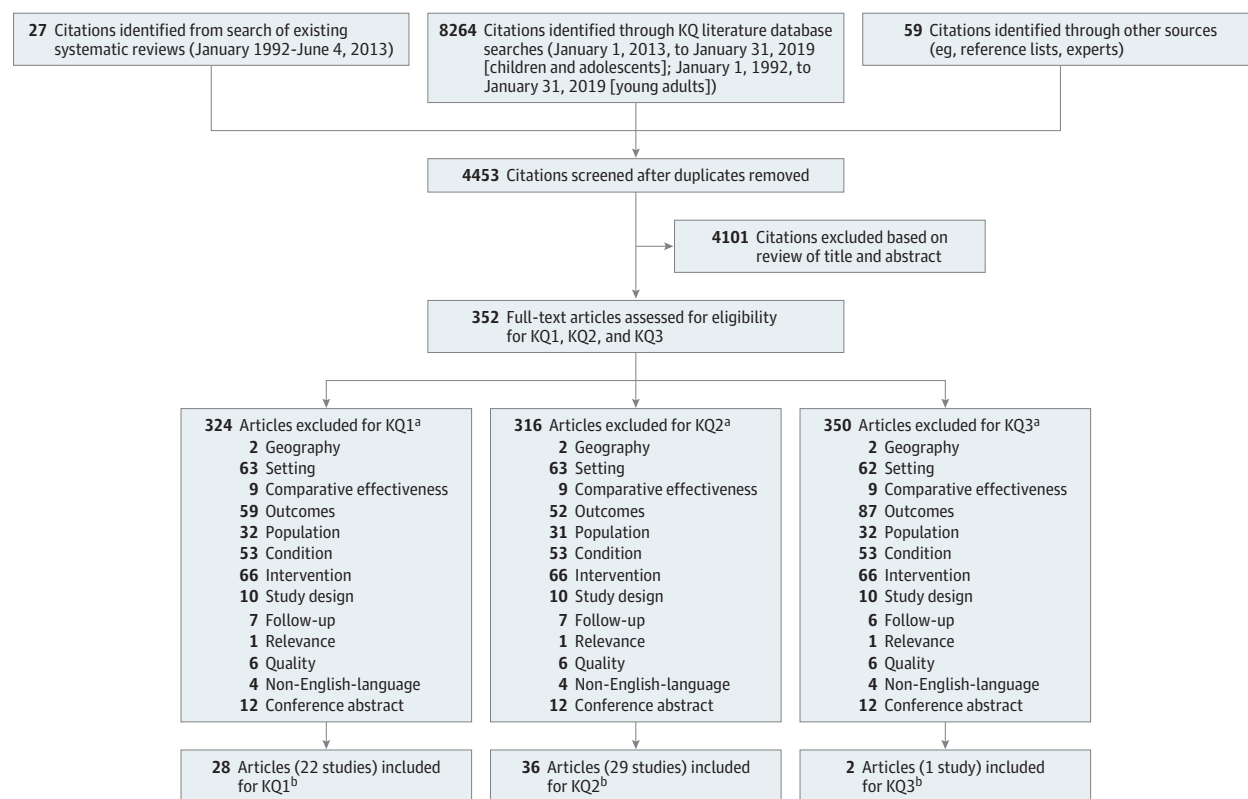 27 Citations identified from search of existing
systematic reviews (January 1992-June 4, 2013)
8264 Citations identified through KQ literature database
searches (January 1, 2013, to January 31, 2019
[children and adolescents]; January 1, 1992, to
January 31, 2019 [young adults])
59 Citations identified through other sources
(eg, reference lists, experts)
4453 Citations screened after duplicates removed
4101 Citations excluded based on
review of title and abstract
352 Full-text articles assessed for eligibility
for KQ1, KQ2, and KQ3
324 Articles excluded for KQ1a
2 Geography
63 Setting
9 Comparative effectiveness
59 Outcomes
32 Population
53 Condition
66 Intervention
10 Study design
7 Follow-up
1 Relevance
6 Quality
4 Non-English-language
12 Conference abstract
316 Articles excluded for KQ2a
2 Geography
63 Setting
9 Comparative effectiveness
52 Outcomes
31 Population
53 Condition
66 Intervention
10 Study design
7 Follow-up
1 Relevance
6 Quality
4 Non-English-language
12 Conference abstract
350 Articles excluded for KQ3a
2 Geography
62 Setting
9 Comparative effectiveness
87 Outcomes
32 Population
53 Condition
66 Intervention
10 Study design
6 Follow-up
1 Relevance
6 Quality
4 Non-English-language
12 Conference abstract
28 Articles (22 studies) included
for KQ1b
36 Articles (29 studies) included
for KQ2b
2 Articles (1 study) included
for KQ3b